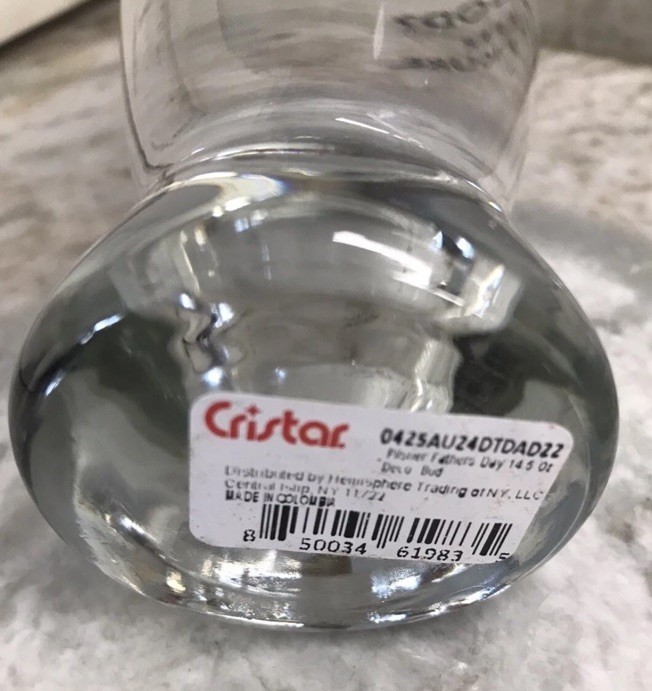 Cristar
0425AU24DTDAD22
Pilsner Fathers Day 14.5 Oz
Deco Bud
Distributed by Hemisphere Trading of NY, LLC
Central Islip, NY 11722
MADE IN COLOMBIA
8 50034 61983 5